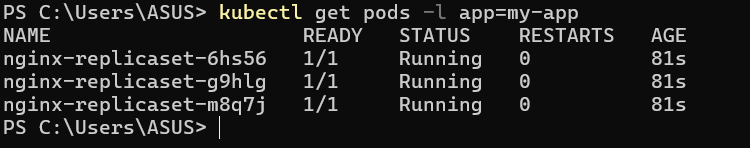 PS C:\Users\ASUS> kubectl get pods -l app=my-app
NAME READY STATUS RESTARTS AGE
nginx-replicaset-6hs56 1/1 Running 0 81s
nginx-replicaset-g9hlg 1/1 Running 0 81s
nginx-replicaset-m8q7j 1/1 Running 0 81s
PS C:\Users\ASUS>